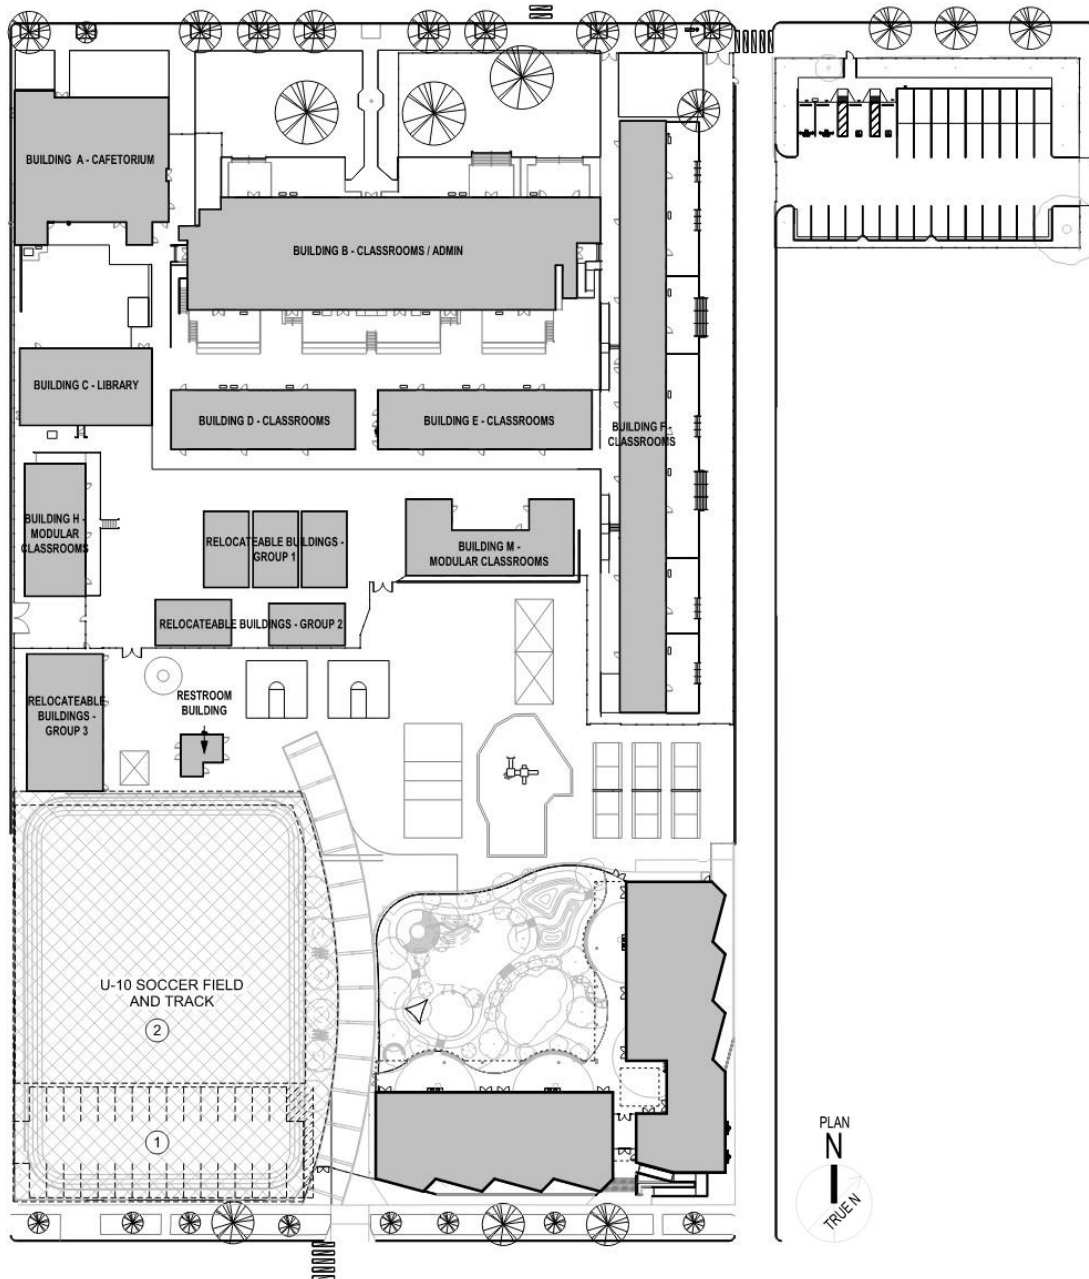 BUILDING A - CAFETORIUM
BUILDING B - CLASSROOMS / ADMIN
BUILDING C - LIBRARY
BUILDING D - CLASSROOMS
BUILDING E - CLASSROOMS
BUILDING F -
CLASSROOMS
BUILDING H -
MODULAR
CLASSROOMS
RELOCATEABLE BUILDINGS -
GROUP 1
BUILDING M -
MODULAR CLASSROOMS
RELOCATEABLE BUILDINGS - GROUP 2
RELOCATEABLE
BUILDINGS -
GROUP 3
RESTROOM
BUILDING
U-10 SOCCER FIELD
AND TRACK
2
1
PLAN
N
TRUE N